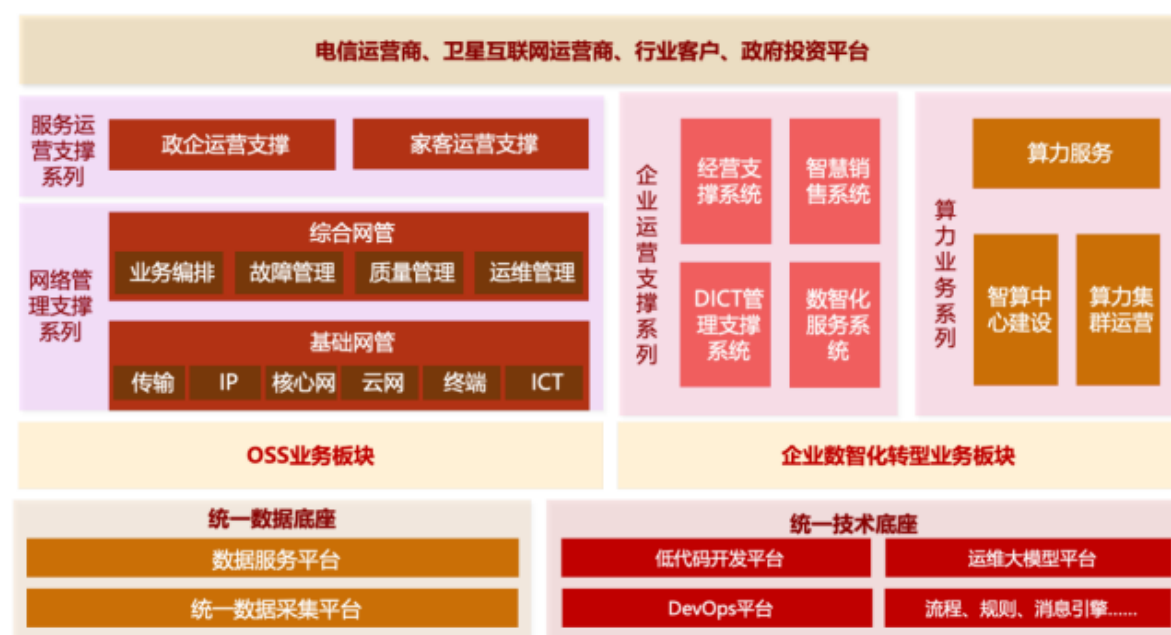 电信运营商、卫星互联网运营商、行业客户、政府投资平台
服务运
营支撑
系列
政企运营支撑
家客运营支撑
网络管
理支撑
系列
综合网管
业务编排
故障管理
质量管理
运维管理
基础网管
传输
IP
核心网
云网
终端
ICT
OSS业务板块
企业运营支撑系列
经营支
撑系统
智慧销
售系统
DICT管
理支撑
系统
数智化
服务系
统
算力业务系列
算力服务
智算中
心建设
算力集
群运营
企业数智化转型业务板块
统一数据底座
数据服务平台
统一数据采集平台
统一技术底座
低代码开发平台
运维大模型平台
DevOps平台
流程、规则、消息引擎......